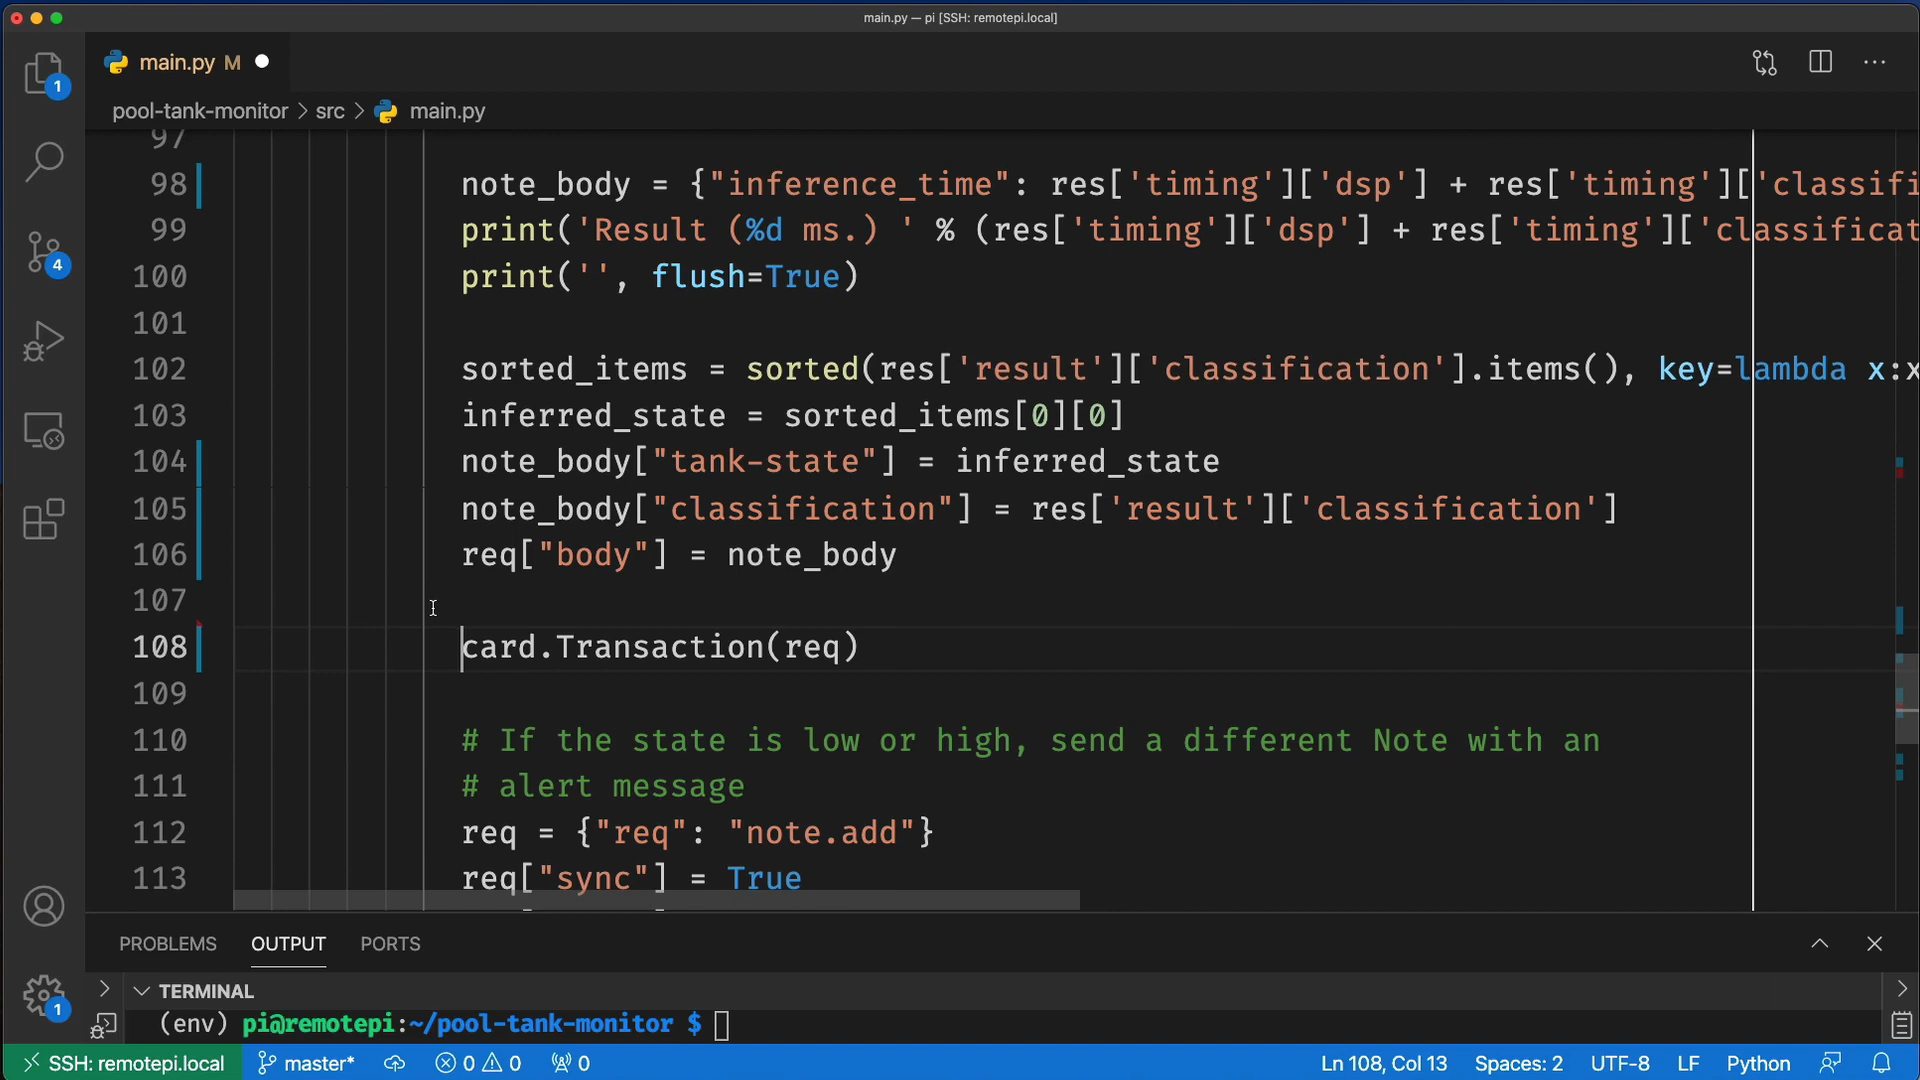 main.py — pi [SSH: remotepi.local]
main.py M
pool-tank-monitor > src > main.py
97
98 note_body = {"inference_time": res['timing']['dsp'] + res['timing']['classifi
99 print('Result (%d ms.) ' % (res['timing']['dsp'] + res['timing']['classificat
100 print('', flush=True)
101
102 sorted_items = sorted(res['result']['classification'].items(), key=lambda x:x
103 inferred_state = sorted_items[0][0]
104 note_body["tank-state"] = inferred_state
105 note_body["classification"] = res['result']['classification']
106 req["body"] = note_body
107
108 card.Transaction(req)
109
110 # If the state is low or high, send a different Note with an
111 # alert message
112 req = {"req": "note.add"}
113 req["sync"] = True
1
4
1
PROBLEMS OUTPUT PORTS
TERMINAL
(env) pi@remotepi:~/pool-tank-monitor $
SSH: remotepi.local master* 0 0 0 Ln 108, Col 13 Spaces: 2 UTF-8 LF Python